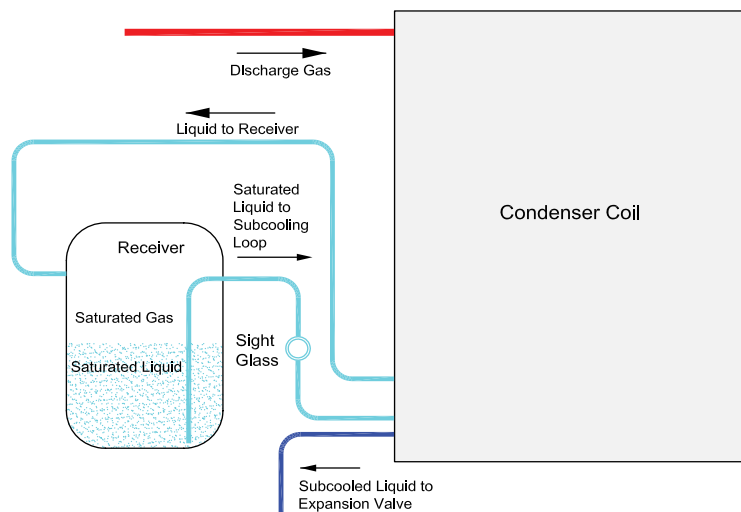 DIscharge Gas
Liquid to Receiver
Saturated
Liquid to
Subcooling
Loop
Condenser Coil
Receiver
Saturated Gas
Sight
Glass
Saturated Liquid
Subcooled Liquid to
Expansion Valve